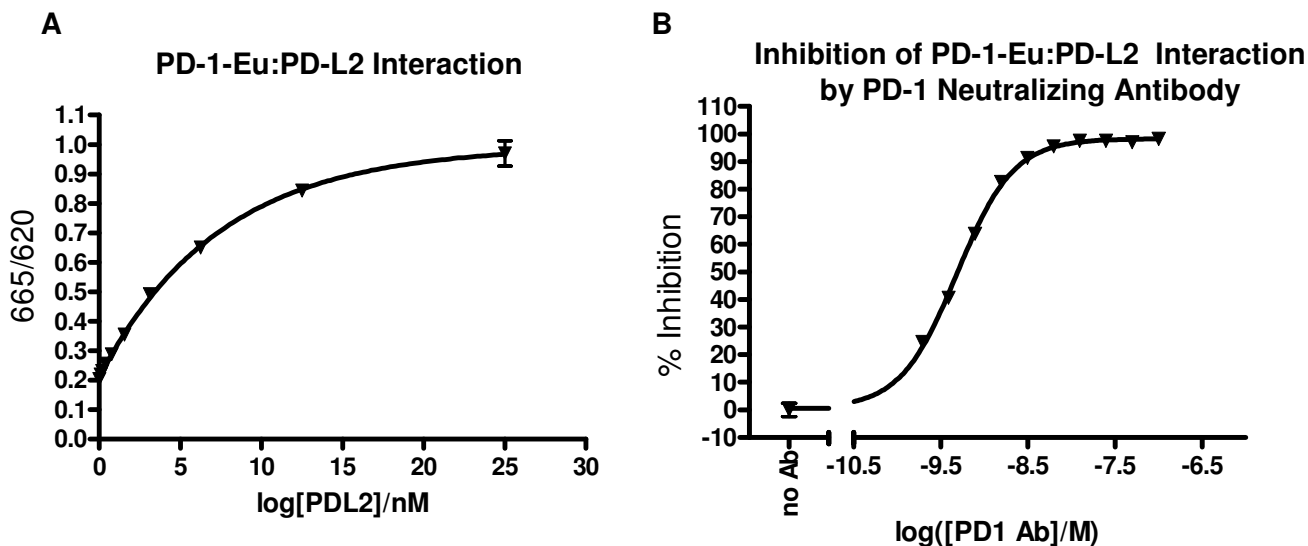 A
PD-1-Eu:PD-L2 Interaction
665/620
1.1
1.0
0.9
0.8
0.7
0.6
0.5
0.4
0.3
0.2
0.1
0.0
0 5 10 15 20 25 30
log[PDL2]/nM
B
Inhibition of PD-1-Eu:PD-L2 Interaction
by PD-1 Neutralizing Antibody
% Inhibition
110
100
90
80
70
60
50
40
30
20
10
0
-10
no Ab -10.5 -9.5 -8.5 -7.5 -6.5
log([PD1 Ab]/M)